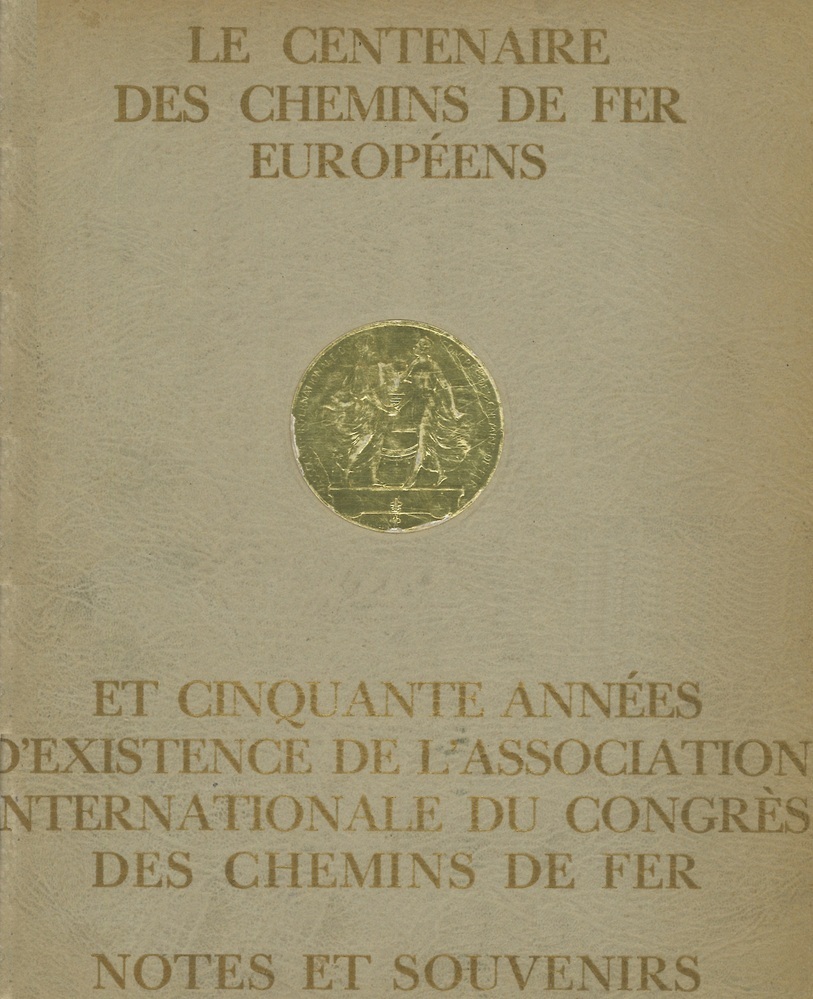 LE CENTENAIRE
DES CHEMINS DE FER
EUROPÉENS
ET CINQUANTE ANNÉES
D'EXISTENCE DE L'ASSOCIATION
INTERNATIONALE DU CONGRÈS
DES CHEMINS DE FER
NOTES ET SOUVENIRS